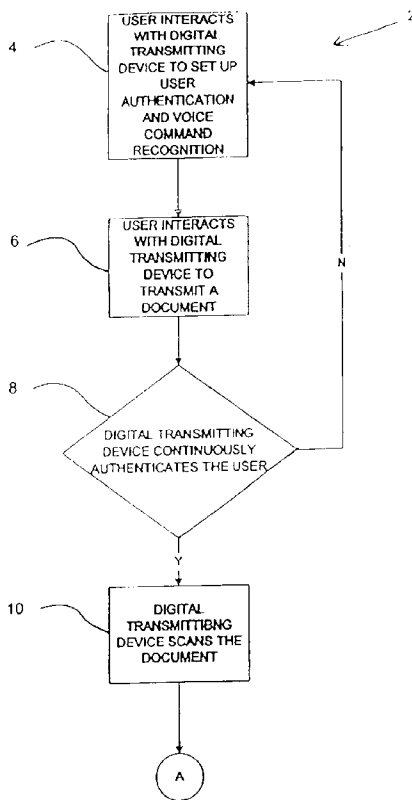 2
4
USER INTERACTS
WITH DIGITAL
TRANSMITTING
DEVICE TO SET UP
USER
AUTHENTICATION
AND VOICE
COMMAND
RECOGNITION
6
USER INTERACTS
WITH DIGITAL
TRANSMITTING
DEVICE TO
TRANSMIT A
DOCUMENT
N
8
DIGITAL TRANSMITTING
DEVICE CONTINUOUSLY
AUTHENTICATES THE USER
Y
10
DIGITAL
TRANSMITTIBNG
DEVICE SCANS THE
DOCUMENT
A